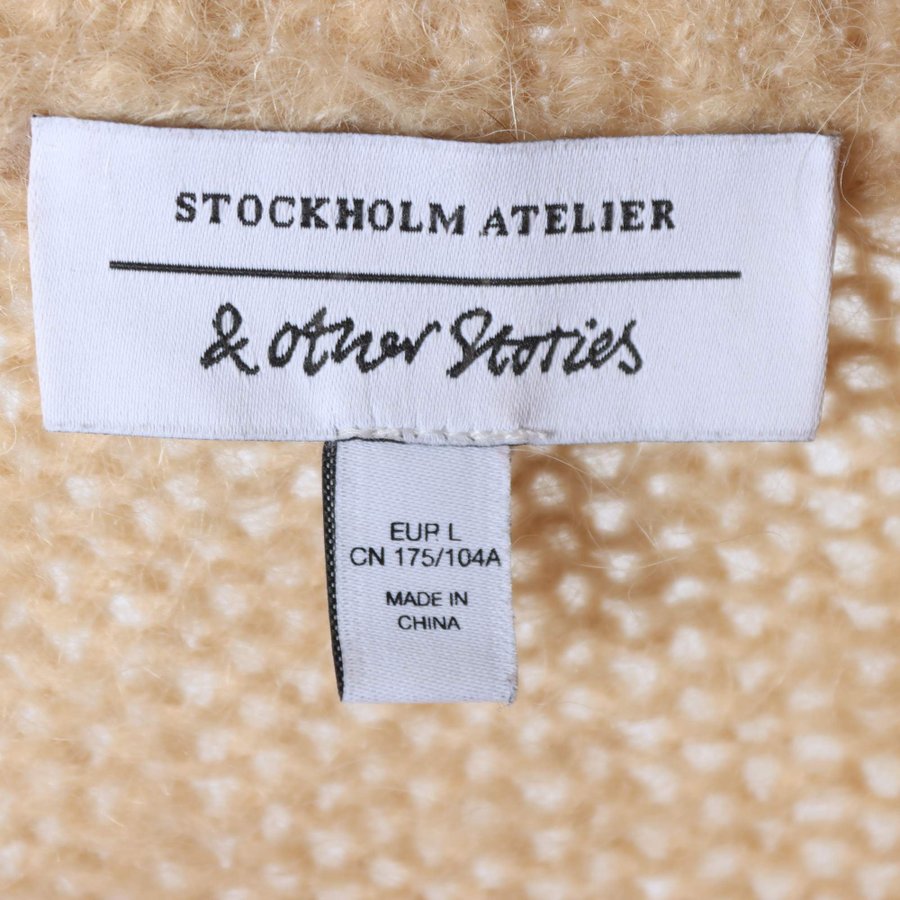 STOCKHOLM ATELIER
& other Stories
EUR L
CN 175/104A
MADE IN
CHINA